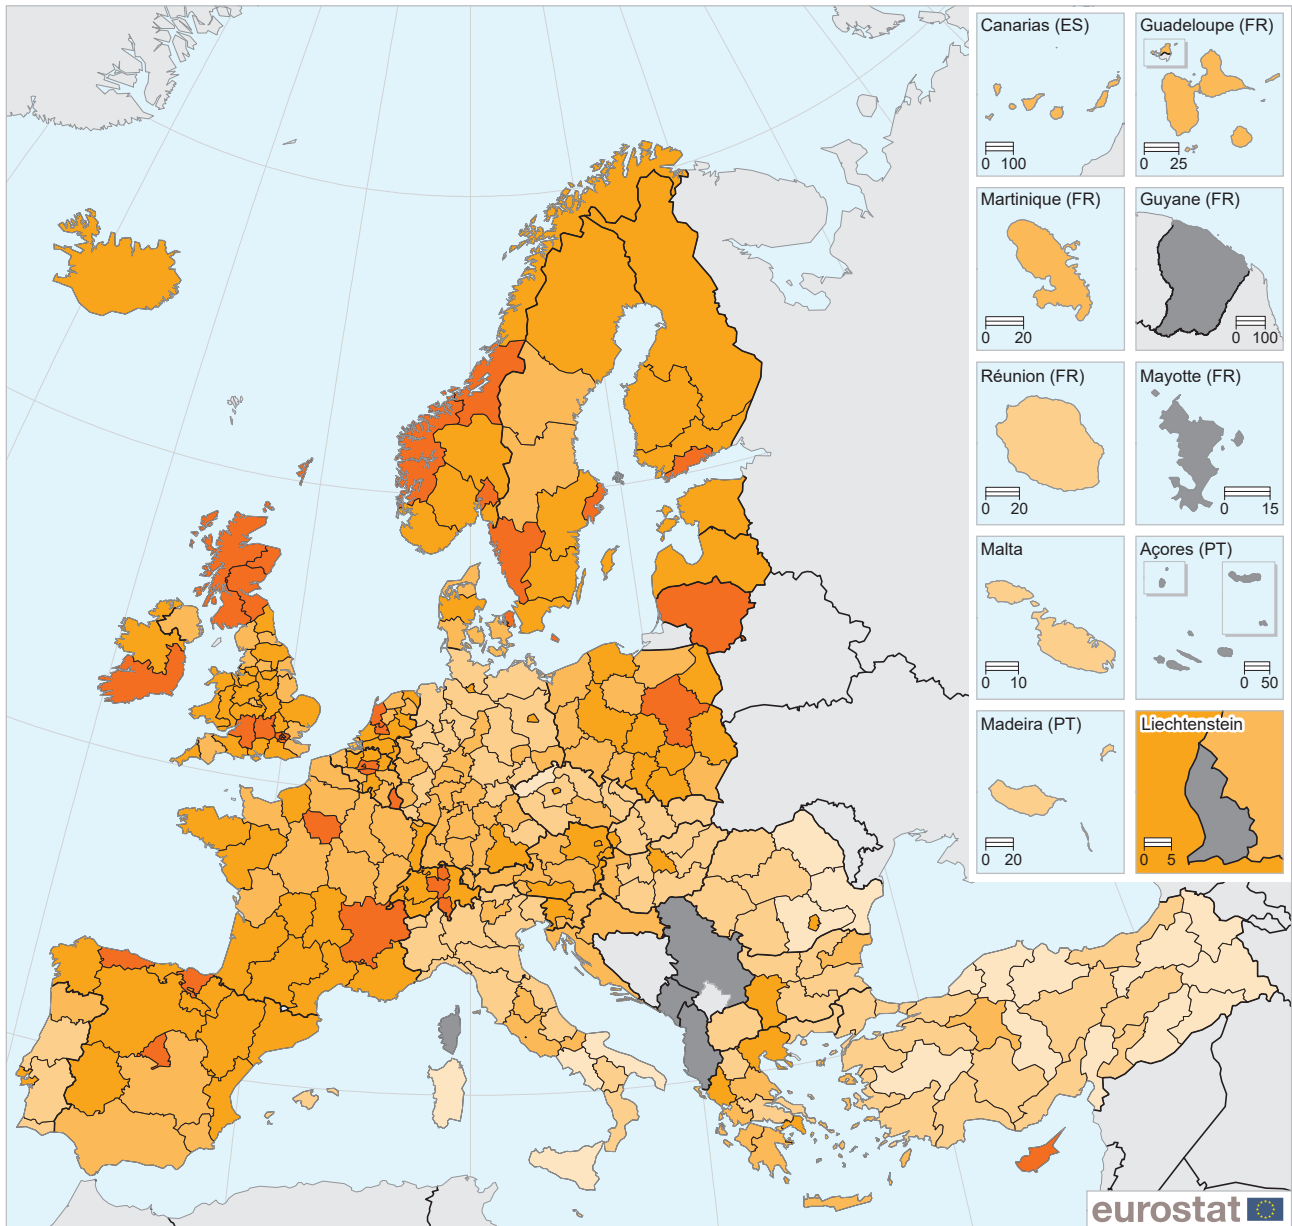 Canarias (ES)
0 100
Guadeloupe (FR)
0 25
Martinique (FR)
0 20
Guyane (FR)
0 100
Réunion (FR)
0 20
Mayotte (FR)
0 15
Malta
0 10
Açores (PT)
0 50
Madeira (PT)
0 20
Liechtenstein
0 5
eurostat